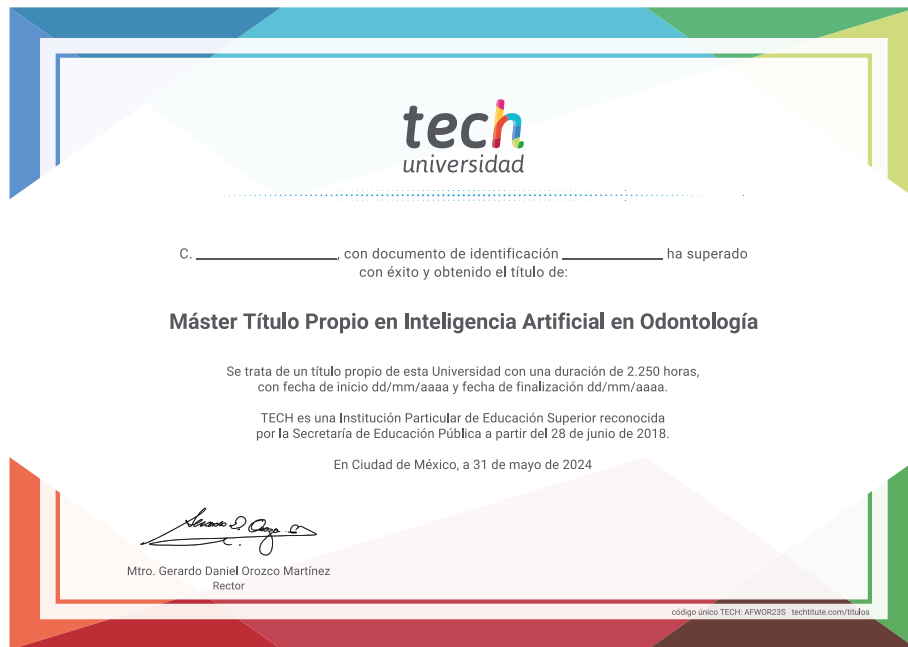 tech
universidad
C. ____________, con documento de identificación ____________ ha superado
con éxito y obtenido el título de:
Máster Título Propio en Inteligencia Artificial en Odontología
Se trata de un título propio de esta Universidad con una duración de 2.250 horas,
con fecha de inicio dd/mm/aaaa y fecha de finalización dd/mm/aaaa.
TECH es una Institución Particular de Educación Superior reconocida
por la Secretaría de Educación Pública a partir del 28 de junio de 2018.
En Ciudad de México, a 31 de mayo de 2024
Mtro. Gerardo Daniel Orozco Martínez
Rector
código único TECH: AFWOR23S techtitute.com/titulos